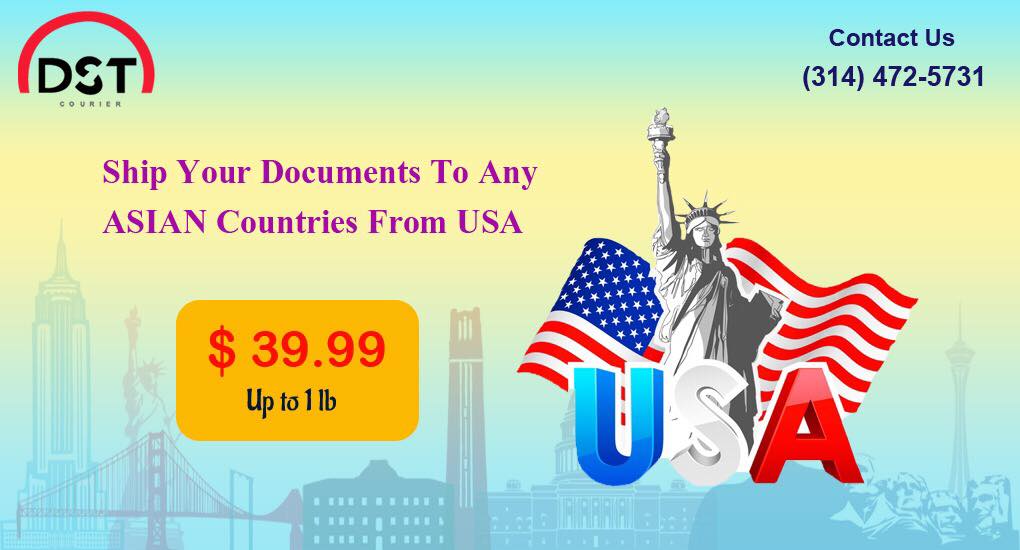 DST
COURIER
Contact Us
(314) 472-5731
Ship Your Documents To Any
ASIAN Countries From USA
$ 39.99
Up to 1 lb
USA